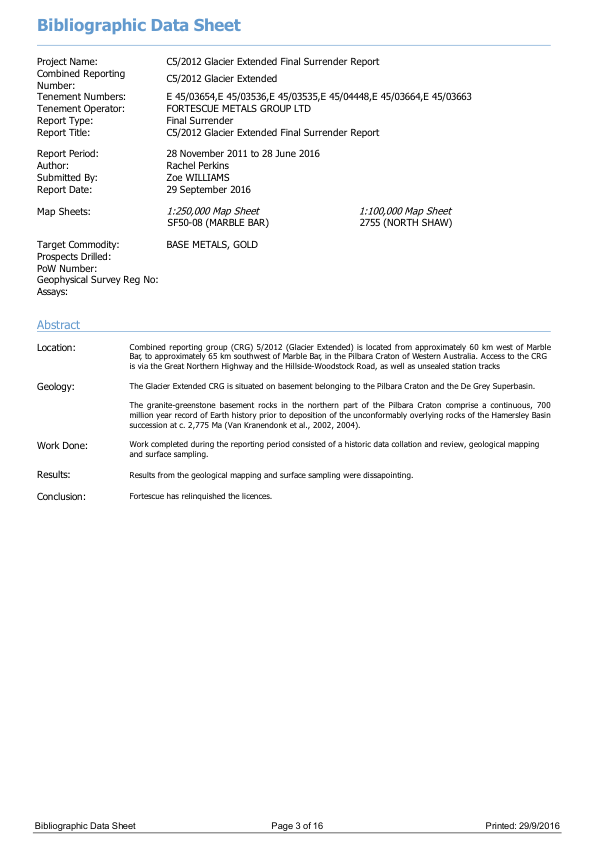 Bibliographic Data Sheet
Project Name: C5/2012 Glacier Extended Final Surrender Report
Combined Reporting
Number: C5/2012 Glacier Extended
Tenement Numbers: E 45/03654,E 45/03536,E 45/03535,E 45/04448,E 45/03664,E 45/03663
Tenement Operator: FORTESCUE METALS GROUP LTD
Report Type: Final Surrender
Report Title: C5/2012 Glacier Extended Final Surrender Report
Report Period: 28 November 2011 to 28 June 2016
Author: Rachel Perkins
Submitted By: Zoe WILLIAMS
Report Date: 29 September 2016
Map Sheets: 1:250,000 Map Sheet 1:100,000 Map Sheet
SF50-08 (MARBLE BAR) 2755 (NORTH SHAW)
Target Commodity: BASE METALS, GOLD
Prospects Drilled:
PoW Number:
Geophysical Survey Reg No:
Assays:
Abstract
Location: Combined reporting group (CRG) 5/2012 (Glacier Extended) is located from approximately 60 km west of Marble
Bar, to approximately 65 km southwest of Marble Bar, in the Pilbara Craton of Western Australia. Access to the CRG
is via the Great Northern Highway and the Hillside-Woodstock Road, as well as unsealed station tracks
Geology: The Glacier Extended CRG is situated on basement belonging to the Pilbara Craton and the De Grey Superbasin.
The granite-greenstone basement rocks in the northern part of the Pilbara Craton comprise a continuous, 700
million year record of Earth history prior to deposition of the unconformably overlying rocks of the Hamersley Basin
succession at c. 2,775 Ma (Van Kranendonk et al., 2002, 2004).
Work Done: Work completed during the reporting period consisted of a historic data collation and review, geological mapping
and surface sampling.
Results: Results from the geological mapping and surface sampling were dissapointing.
Conclusion: Fortescue has relinquished the licences.
Bibliographic Data Sheet Page 3 of 16 Printed: 29/9/2016